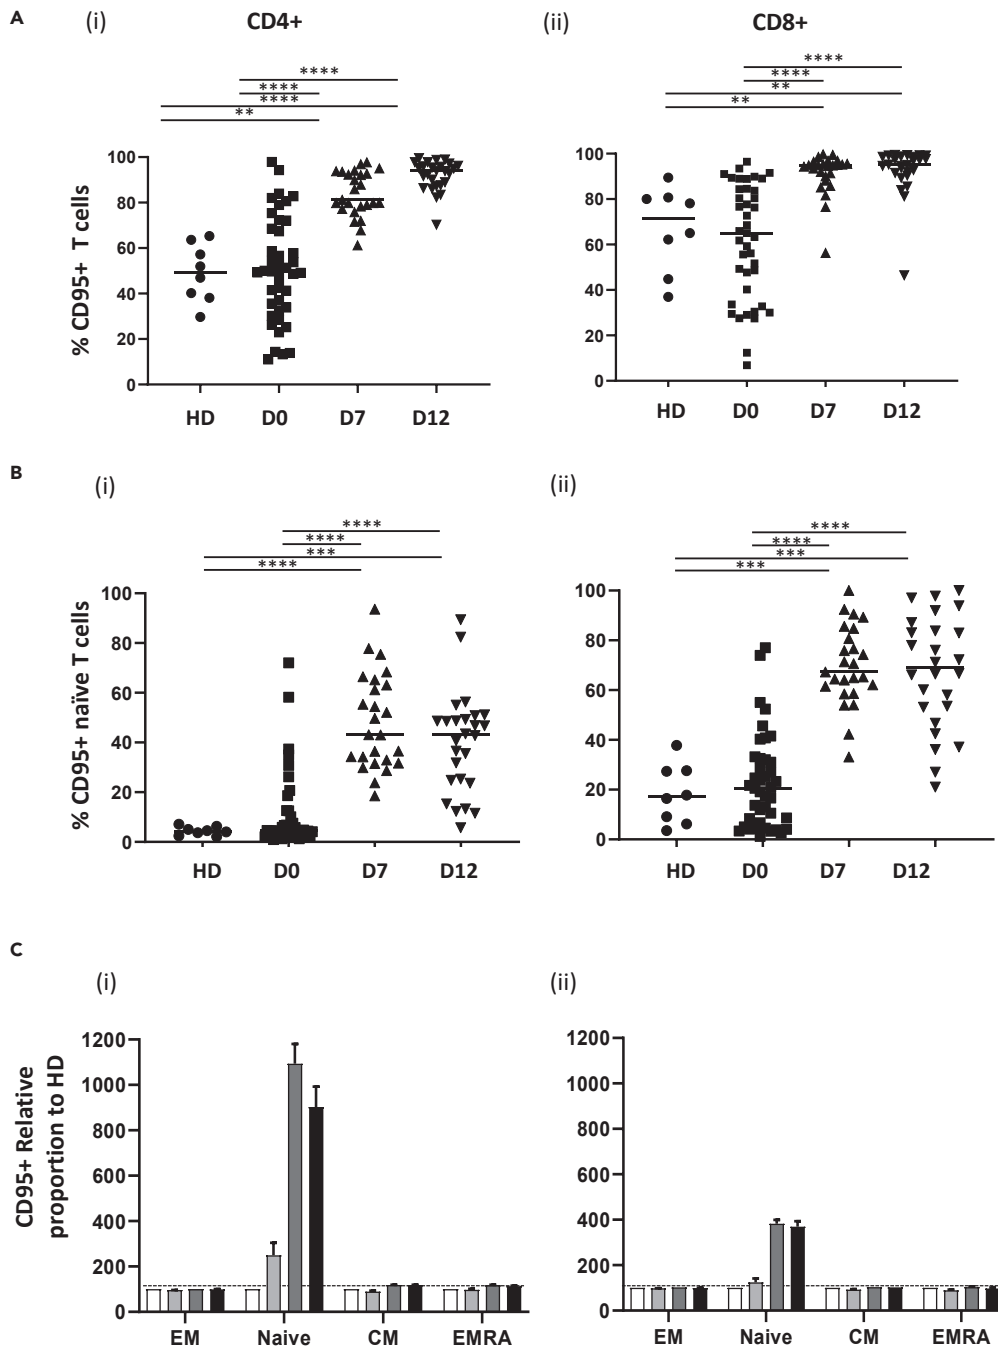 A (i) CD4+ (ii) CD8+
**** ****
**** ****
**** **
** **
% CD95+ T cells
100 100
80 80
60 60
40 40
20 20
0 0
HD D0 D7 D12 HD D0 D7 D12
B (i) (ii)
**** ****
**** ****
*** ***
**** ***
% CD95+ naïve T cells
100 100
80 80
60 60
40 40
20 20
0 0
HD D0 D7 D12 HD D0 D7 D12
C
(i) (ii)
CD95+ Relative
proportion to HD
1200 1200
1000 1000
800 800
600 600
400 400
200 200
0 0
EM Naive CM EMRA EM Naive CM EMRA